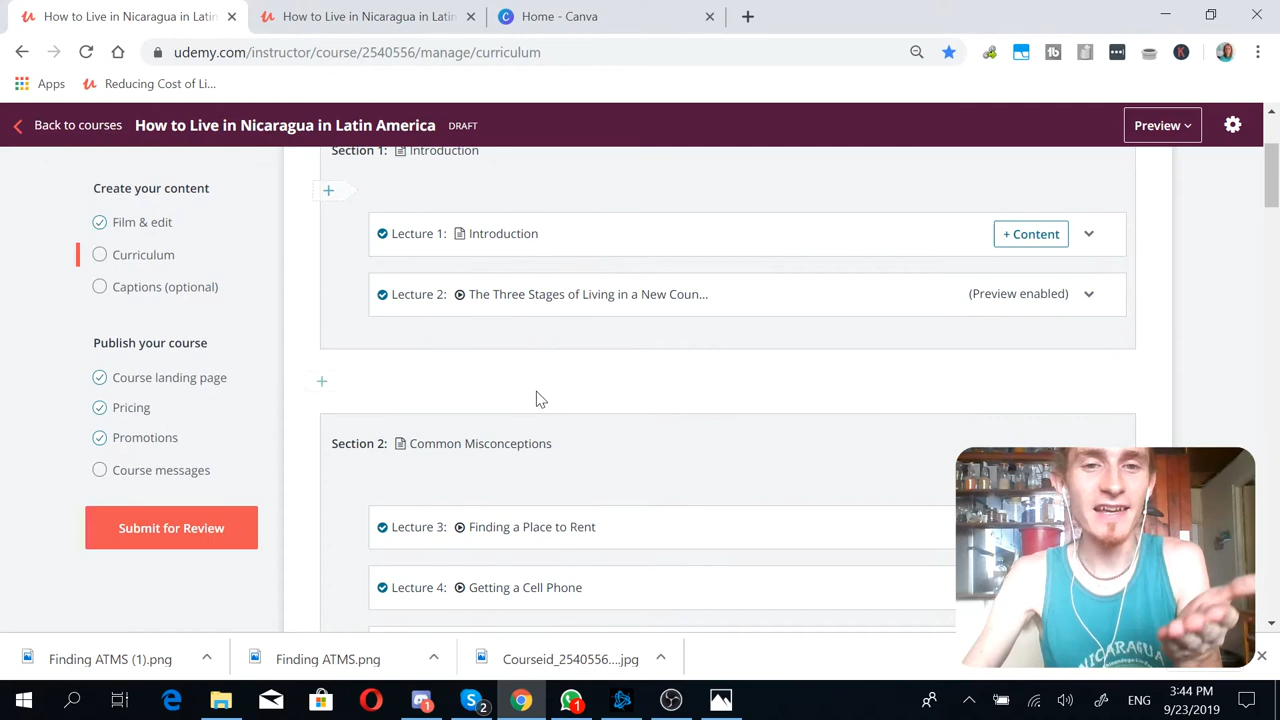 How to Live in Nicaragua in Latin
How to Live in Nicaragua in Latin
Home - Canva
udemy.com/instructor/course/2540556/manage/curriculum
Apps
Reducing Cost of Li...
Back to courses
How to Live in Nicaragua in Latin America
DRAFT
Preview
Section 1: Introduction
Create your content
Film & edit
Curriculum
Captions (optional)
Publish your course
Course landing page
Pricing
Promotions
Course messages
Submit for Review
Lecture 1: Introduction
+ Content
Lecture 2: The Three Stages of Living in a New Coun...
(Preview enabled)
Section 2: Common Misconceptions
Lecture 3: Finding a Place to Rent
Lecture 4: Getting a Cell Phone
NICARAGUA
Finding ATMS (1).png
Finding ATMS.png
Courseid_2540556....jpg
1
2
1
ENG
3:44 PM
9/23/2019